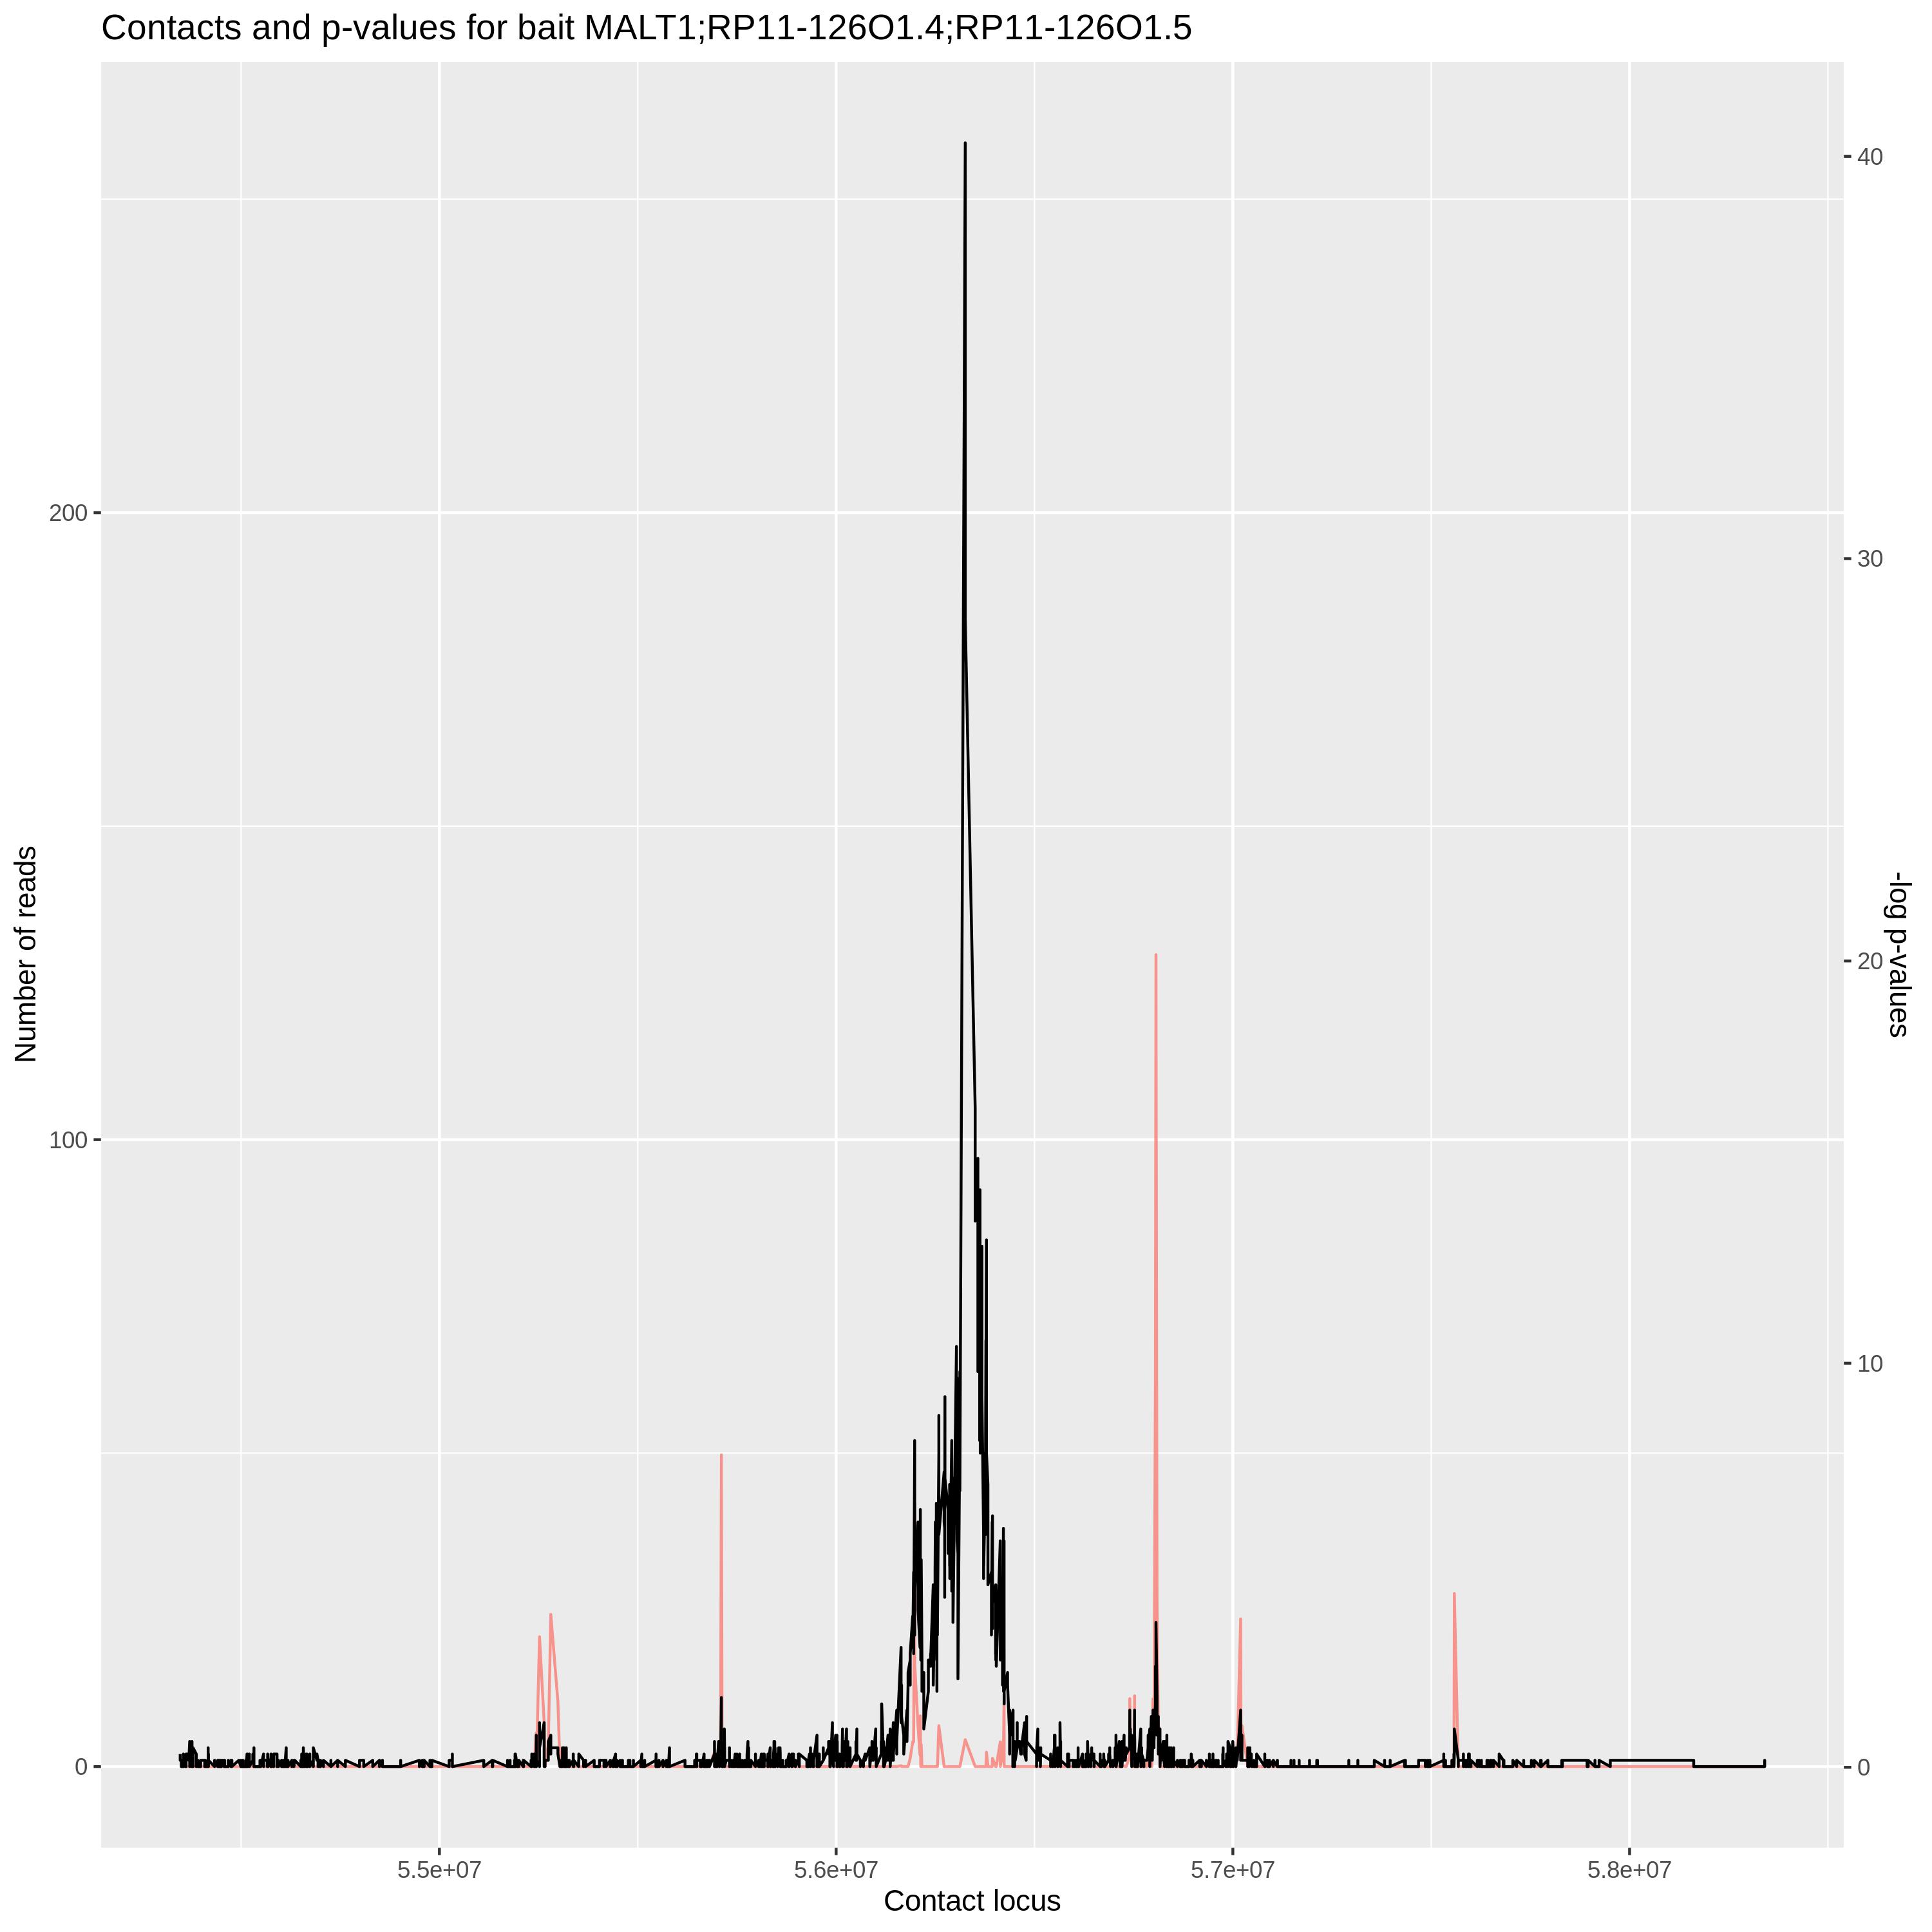 Contacts and p-values for bait MALT1;RP11-126O1.4;RP11-126O1.5
40
200
30
Number of reads
-log p-values
20
100
10
0
0
5.5e+07 5.6e+07 5.7e+07 5.8e+07
Contact locus